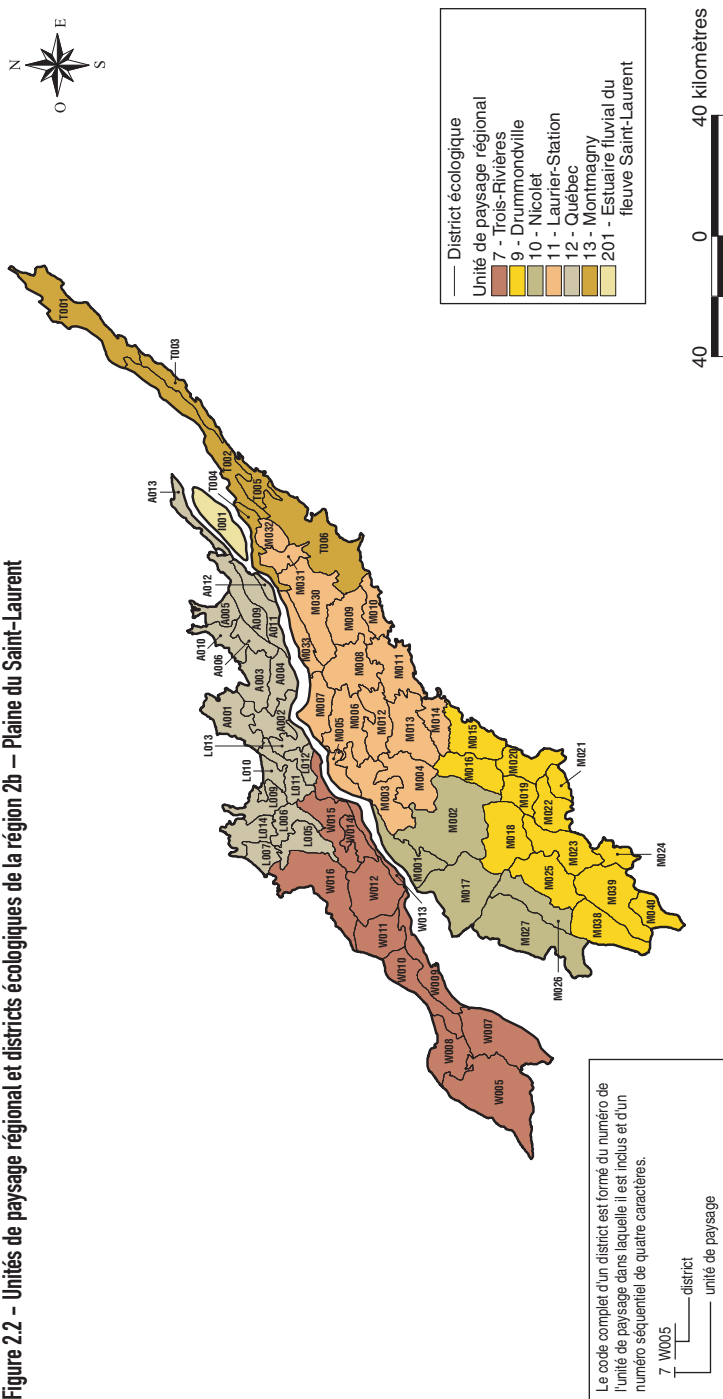 Figure 2.2 – Unités de paysage régional et districts écologiques de la région 2b – Plaine du Saint-Laurent
N
O
E
S
T001
T003
T002
T004
T005
A013
I001
T006
M032
M031
M030
A012
A005
A010
A009
A006
A011
M033
M009
M010
A003
A004
M008
A001
M007
M011
L013
A002
M005
M006
M012
M013
M014
L010
L009
L012
L011
M003
M004
M015
M016
L014
L006
L007
L005
W015
W014
M020
M021
M019
M022
M002
M018
M001
W016
W012
W013
M017
M023
M024
M025
W011
M027
M039
M026
M038
M040
W010
W009
W008
W007
W005
District écologique
Unité de paysage régional
7 - Trois-Rivières
9 - Drummondville
10 - Nicolet
11 - Laurier-Station
12 - Québec
13 - Montmagny
201 - Estuaire fluvial du
fleuve Saint-Laurent
40 0 40 kilomètres
Le code complet d'un district est formé du numéro de
l'unité de paysage dans laquelle il est inclus et d'un
numéro séquentiel de quatre caractères.
7 W005
district
unité de paysage